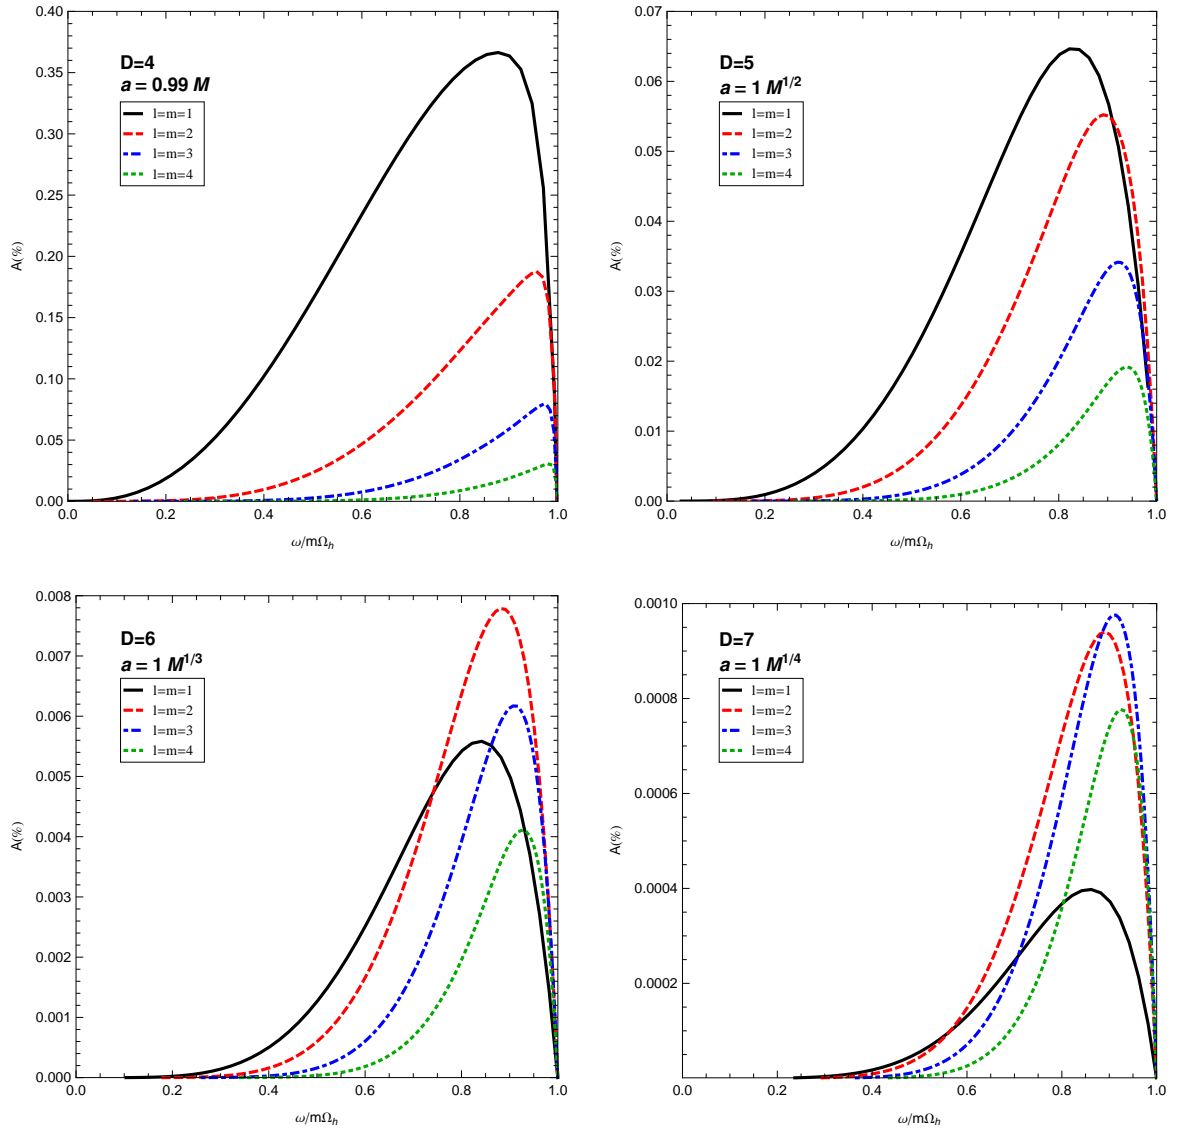 D=4
a = 0.99 M
l=m=1
l=m=2
l=m=3
l=m=4
A(%)
0.40
0.35
0.30
0.25
0.20
0.15
0.10
0.05
0.00
0.0 0.2 0.4 0.6 0.8 1.0
ω/mΩh
D=5
a = 1 M^1/2
l=m=1
l=m=2
l=m=3
l=m=4
A(%)
0.07
0.06
0.05
0.04
0.03
0.02
0.01
0.00
0.0 0.2 0.4 0.6 0.8 1.0
ω/mΩh
D=6
a = 1 M^1/3
l=m=1
l=m=2
l=m=3
l=m=4
A(%)
0.008
0.007
0.006
0.005
0.004
0.003
0.002
0.001
0.000
0.0 0.2 0.4 0.6 0.8 1.0
ω/mΩh
D=7
a = 1 M^1/4
l=m=1
l=m=2
l=m=3
l=m=4
A(%)
0.0010
0.0008
0.0006
0.0004
0.0002
0.0 0.2 0.4 0.6 0.8 1.0
ω/mΩh